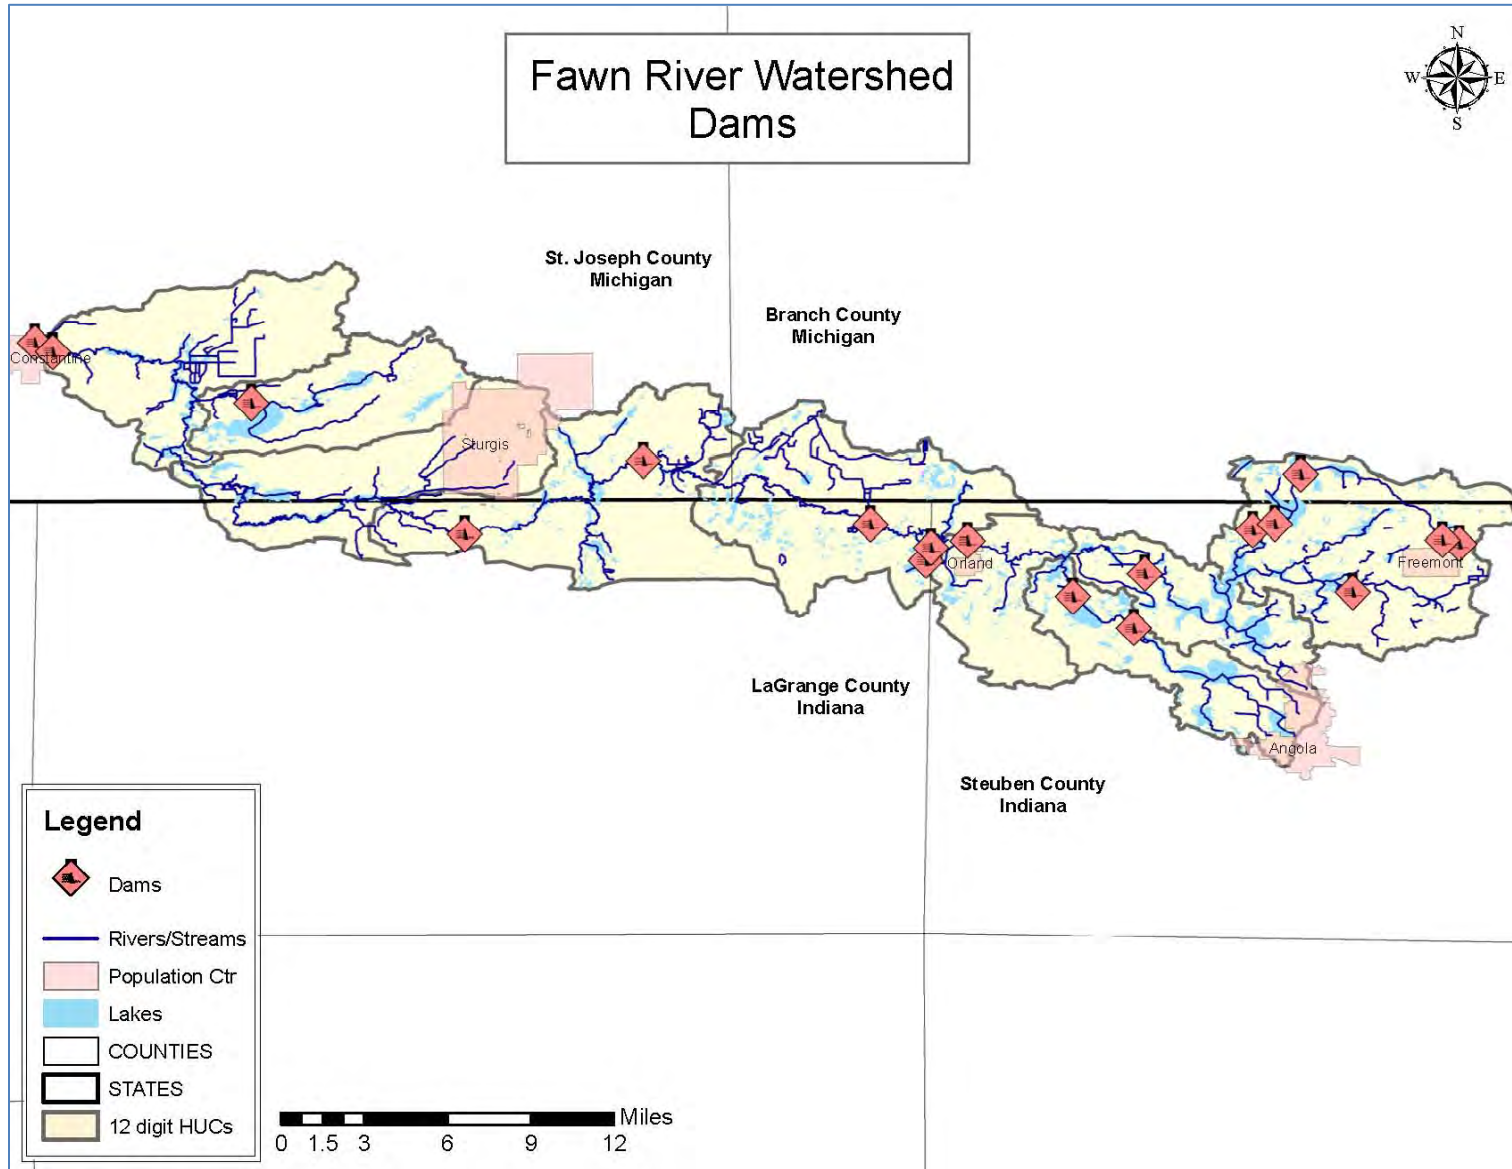 Fawn River Watershed
Dams
N
W
E
S
St. Joseph County
Michigan
Branch County
Michigan
Constantine
Sturgis
Orland
Freemont
LaGrange County
Indiana
Angola
Steuben County
Indiana
Legend
Dams
Rivers/Streams
Population Ctr
Lakes
COUNTIES
STATES
12 digit HUCs
Miles
0 1.5 3 6 9 12